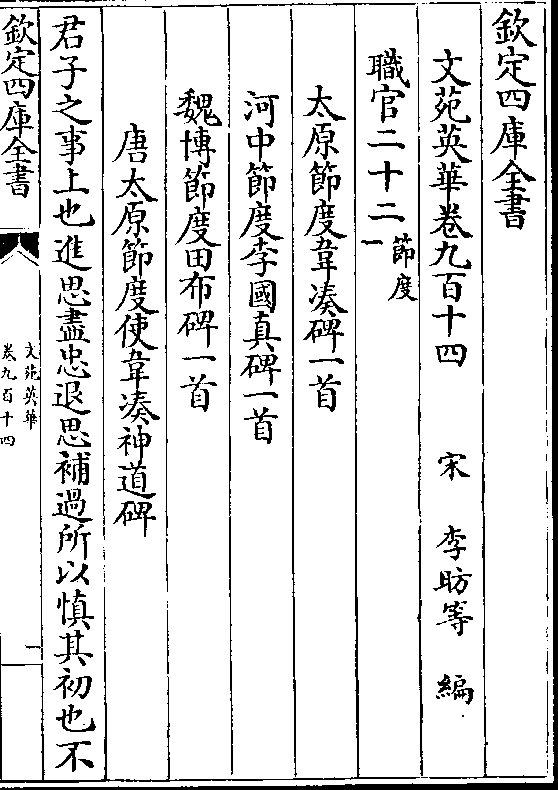 欽定四庫全書
文苑英華卷九百十四 宋 李昉等 編
職官二十二 節度一
太原節度韋凑碑一首
河中節度李國真碑一首
魏博節度田布碑一首
唐太原節度使韋凑神道碑
君子之事上也進思盡忠退思補過所以慎其初也不
欽定四庫全書
文苑英華
卷九百十四
一